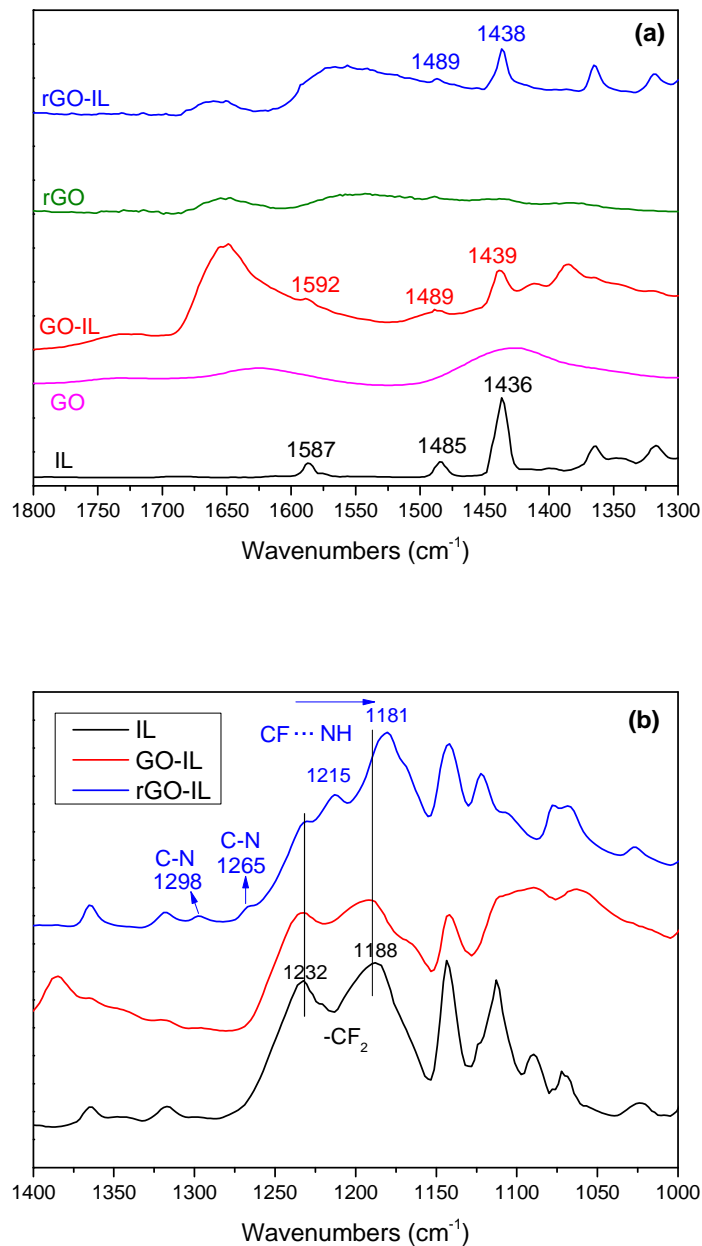 (a)
1438
1489
rGO-IL
rGO
1439
1592
1489
GO-IL
GO
1436
1587
1485
IL
1800 1750 1700 1650 1600 1550 1500 1450 1400 1350 1300
Wavenumbers (cm⁻¹)
(b)
IL
GO-IL
rGO-IL
1181
CF ··· NH
1215
C-N
1265
C-N
1298
1232
1188
-CF₂
1400 1350 1300 1250 1200 1150 1100 1050 1000
Wavenumbers (cm⁻¹)